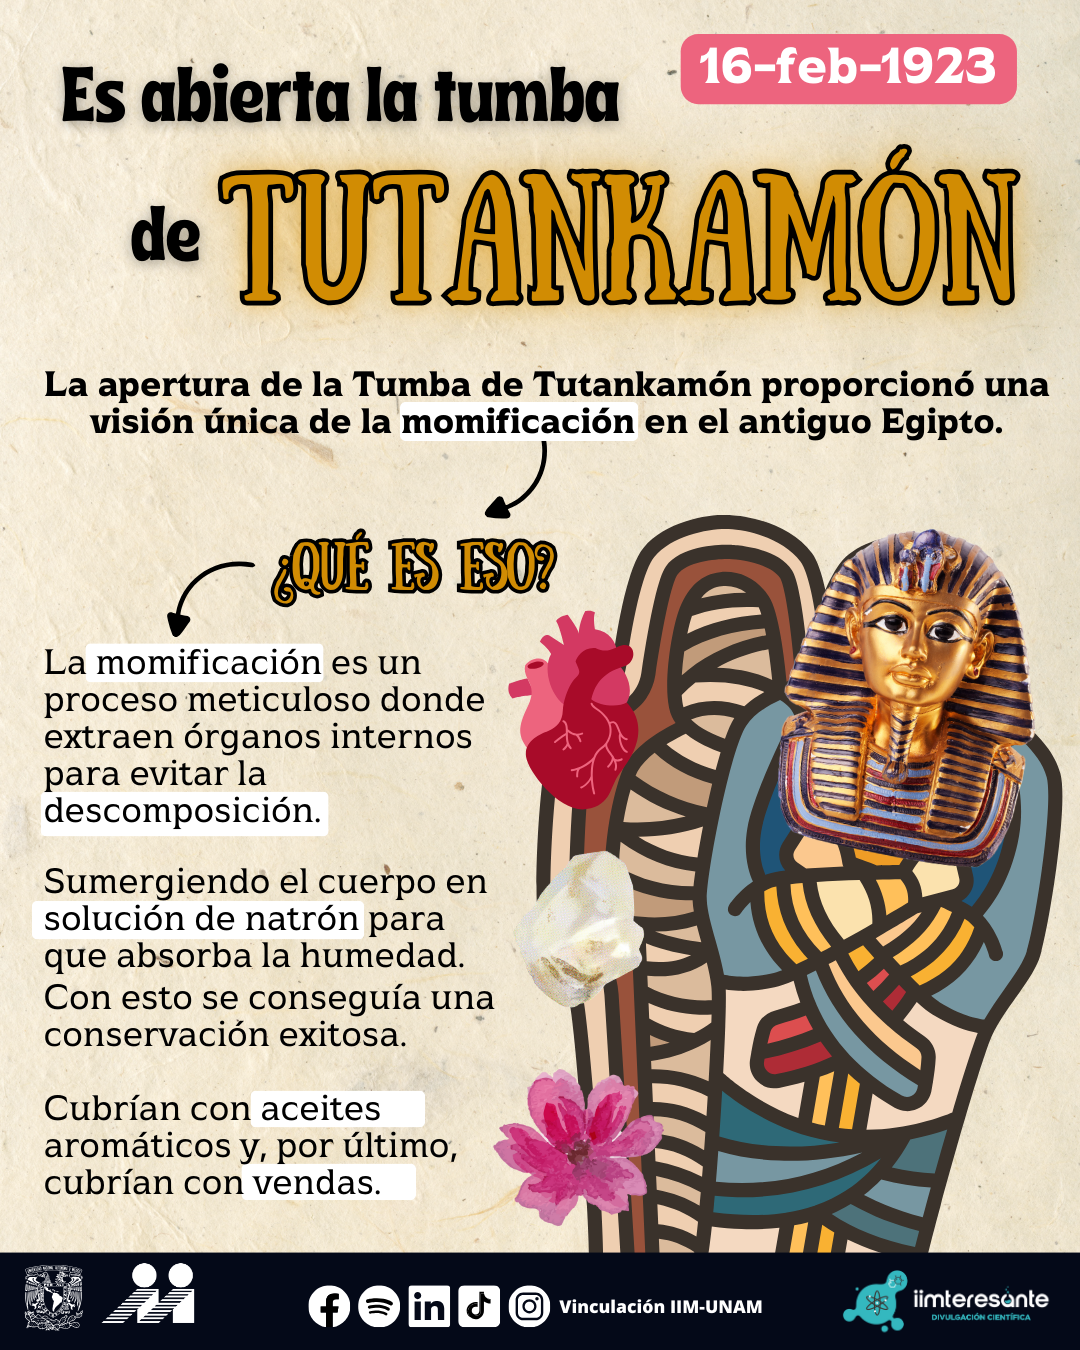 16-feb-1923
Es abierta la tumba
de TUTANKAMÓN
La apertura de la Tumba de Tutankamón proporcionó una
visión única de la momificación en el antiguo Egipto.
¿QUÉ ES ESO?
La momificación es un
proceso meticuloso donde
extraen órganos internos
para evitar la
descomposición.
Sumergiendo el cuerpo en
solución de natrón para
que absorba la humedad.
Con esto se conseguía una
conservación exitosa.
Cubrían con aceites
aromáticos y, por último,
cubrían con vendas.
Vinculación IIM-UNAM
iimteresante
DIVULGACIÓN CIENTÍFICA